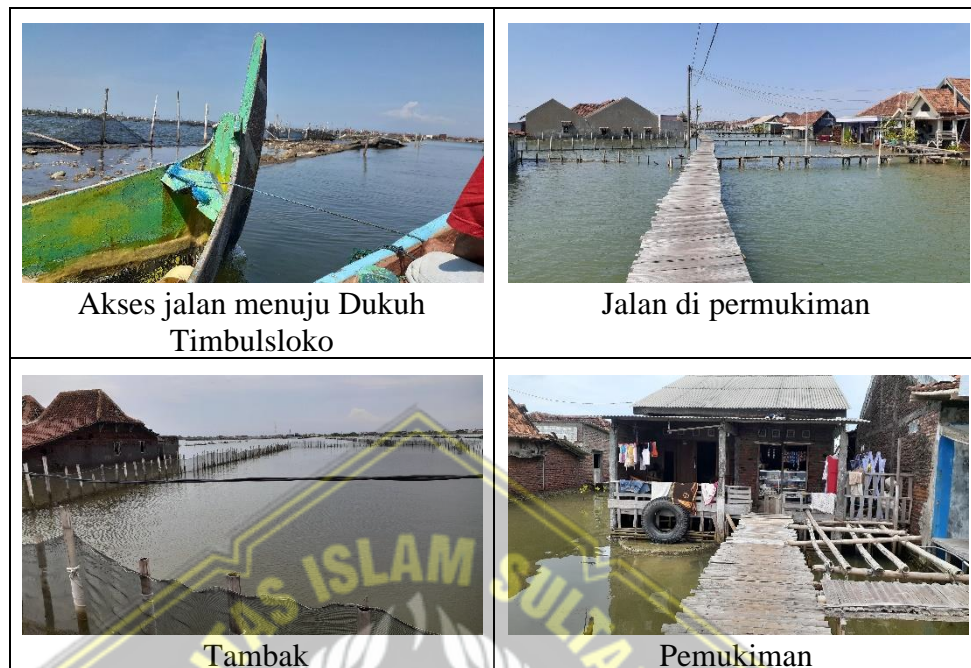 Akses jalan menuju Dukuh
Timbulsloko
Jalan di permukiman
Tambak
Pemukiman
ISLAM